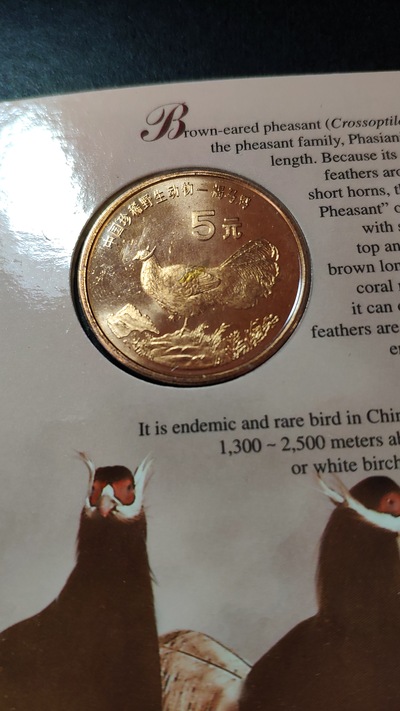 Brown-eared pheasant (Crossoptil
the pheasant family, Phasian
length. Because its
feathers aro
short horns, t
Pheasant" o
with s
top an
brown lon
coral
it can
feathers are
e
中国珍稀野生动物—褐马鸡
5元
It is endemic and rare bird in Chin
1,300 ~ 2,500 meters ab
or white birch